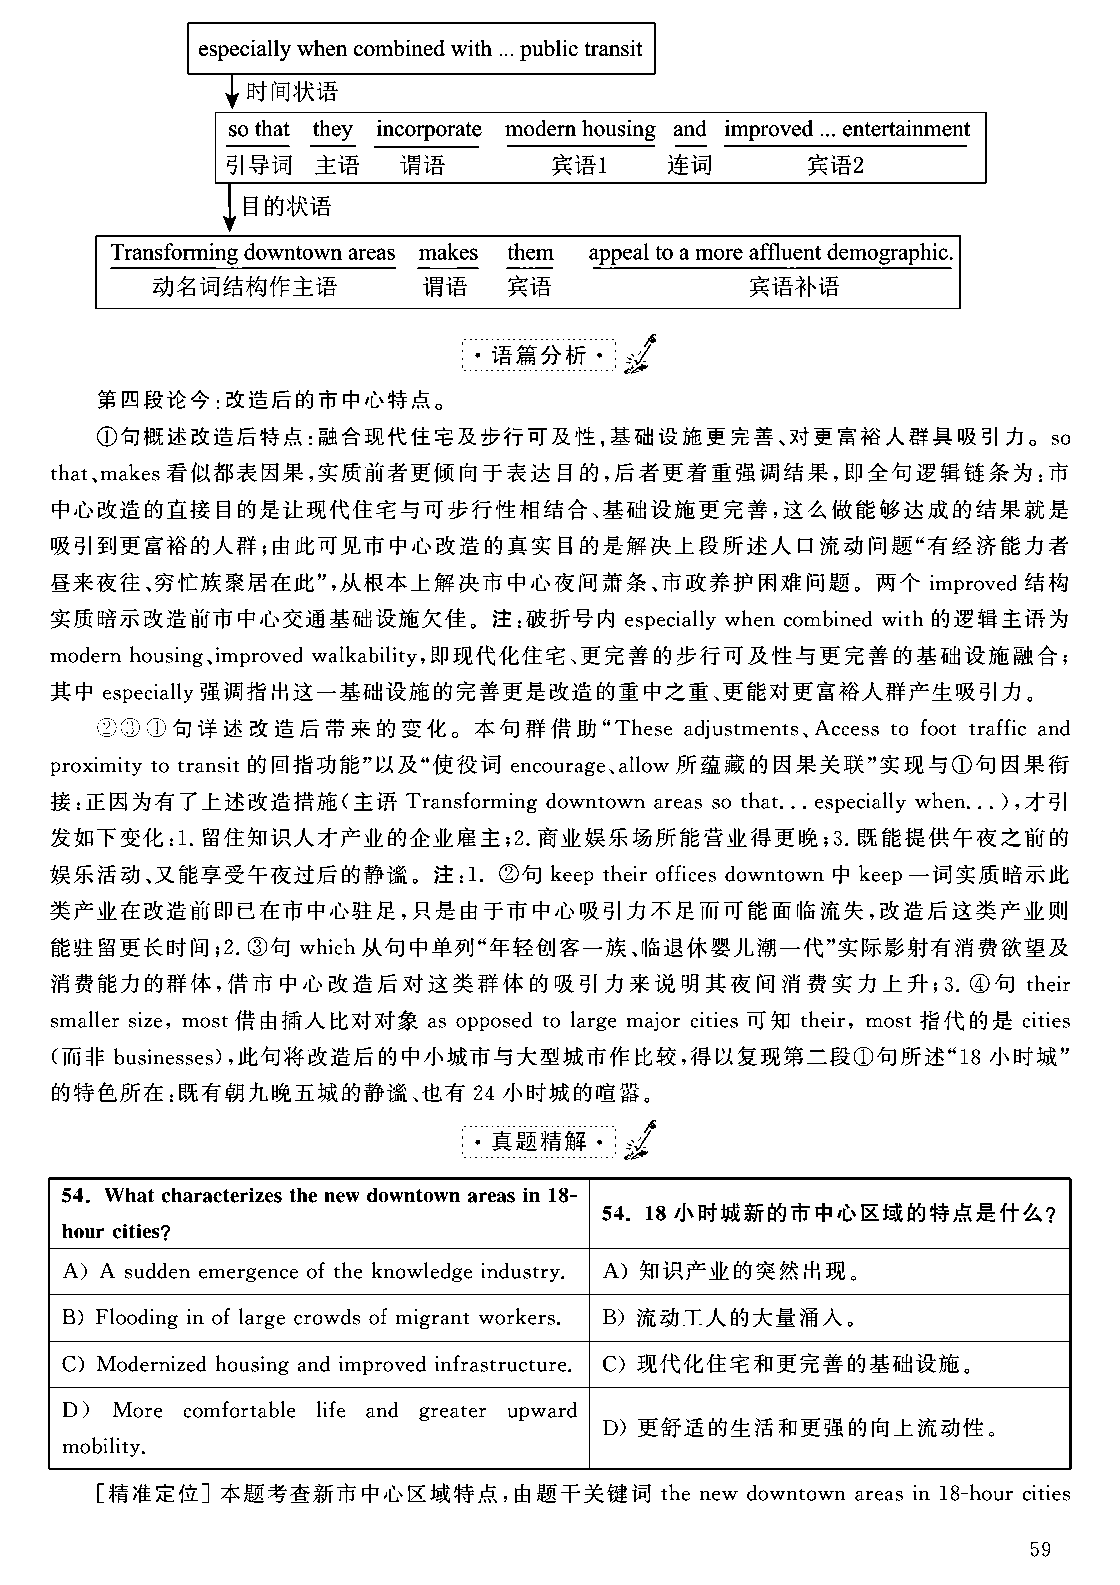 especially when combined with ... public transit
时间状语
so that they incorporate modern housing and improved ... entertainment
引导词 主语 谓语 宾语1 连词 宾语2
目的状语
Transforming downtown areas makes them appeal to a more affluent demographic.
动名词结构作主语 谓语 宾语 宾语补语
·语篇分析·
第四段论今:改造后的市中心特点。
①句概述改造后特点:融合现代住宅及步行可及性,基础设施更完善、对更富裕人群具吸引力。so
that、makes看似都表因果,实质前者更倾向于表达目的,后者更着重强调结果,即全句逻辑链条为:市
中心改造的直接目的是让现代住宅与可步行性相结合、基础设施更完善,这么做能够达成的结果就是
吸引到更富裕的人群;由此可见市中心改造的真实目的是解决上段所述人口流动问题“有经济能力者
昼来夜往、穷忙族聚居在此”,从根本上解决市中心夜间萧条、市政养护困难问题。两个 improved 结构
实质暗示改造前市中心交通基础设施欠佳。注:破折号内 especially when combined with 的逻辑主语为
modern housing、improved walkability,即现代化住宅、更完善的步行可及性与更完善的基础设施融合;
其中 especially 强调指出这一基础设施的完善更是改造的重中之重、更能对更富裕人群产生吸引力。
②③①句详述改造后带来的变化。本句群借助“These adjustments、Access to foot traffic and
proximity to transit 的回指功能”以及“使役词 encourage、allow 所蕴藏的因果关联”实现与①句因果衔
接:正因为有了上述改造措施(主语 Transforming downtown areas so that... especially when...),才引
发如下变化:1. 留住知识人才产业的企业雇主;2. 商业娱乐场所能营业得更晚;3. 既能提供午夜之前的
娱乐活动、又能享受午夜过后的静谧。注:1. ②句 keep their offices downtown 中 keep 一词实质暗示此
类产业在改造前即已在市中心驻足,只是由于市中心吸引力不足而可能面临流失,改造后这类产业则
能驻留更长时间;2. ③句 which 从句中单列“年轻创客一族、临退休婴儿潮一代”实际影射有消费欲望及
消费能力的群体,借市中心改造后对这类群体的吸引力来说明其夜间消费实力上升;3. ④句 their
smaller size, most 借由插入比对对象 as opposed to large major cities 可知 their, most 指代的是 cities
(而非 businesses),此句将改造后的中小城市与大型城市作比较,得以复现第二段①句所述“18 小时城”
的特色所在:既有朝九晚五城的静谧、也有 24 小时城的喧嚣。
·真题精解·
54. What characterizes the new downtown areas in 18-
hour cities?
54. 18 小时城新的市中心区域的特点是什么?
A) A sudden emergence of the knowledge industry.
A) 知识产业的突然出现。
B) Flooding in of large crowds of migrant workers.
B) 流动工人的大量涌入。
C) Modernized housing and improved infrastructure.
C) 现代化住宅和更完善的基础设施。
D) More comfortable life and greater upward
mobility.
D) 更舒适的生活和更强的向上流动性。
[精准定位] 本题考查新市中心区域特点,由题干关键词 the new downtown areas in 18-hour cities
59